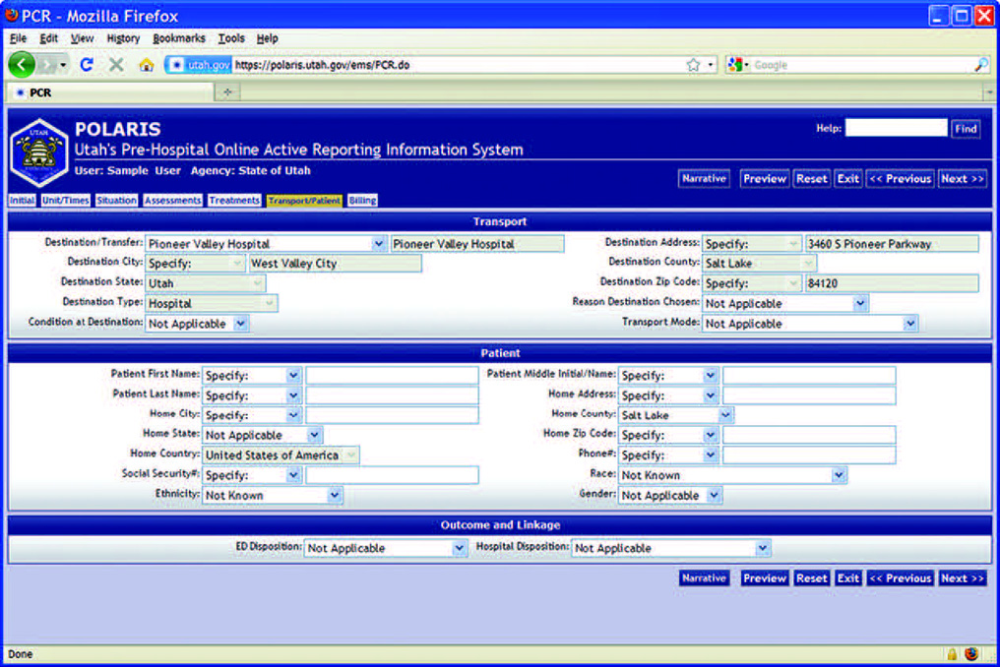 PCR - Mozilla Firefox
File Edit View History Bookmarks Tools Help
utah.gov https://polaris.utah.gov/ems/PCR.do Google
PCR
UTAH
POLARIS
Utah's Pre-Hospital Online Active Reporting Information System
User: Sample User Agency: State of Utah
Help: Find
Narrative Preview Reset Exit << Previous Next >>
Initial Unit/Times Situation Assessments Treatments Transport/Patient Billing
Transport
Destination/Transfer: Pioneer Valley Hospital Pioneer Valley Hospital Destination Address: Specify: 3460 S Pioneer Parkway
Destination City: Specify: West Valley City Destination County: Salt Lake
Destination State: Utah Destination Zip Code: Specify: 84120
Destination Type: Hospital Reason Destination Chosen: Not Applicable
Condition at Destination: Not Applicable Transport Mode: Not Applicable
Patient
Patient First Name: Specify: Patient Middle Initial/Name: Specify:
Patient Last Name: Specify: Home Address: Specify:
Home City: Specify: Home County: Salt Lake
Home State: Not Applicable Home Zip Code: Specify:
Home Country: United States of America Phone#: Specify:
Social Security#: Specify: Race: Not Known
Ethnicity: Not Known Gender: Not Applicable
Outcome and Linkage
ED Disposition: Not Applicable Hospital Disposition: Not Applicable
Narrative Preview Reset Exit << Previous Next >>
Done